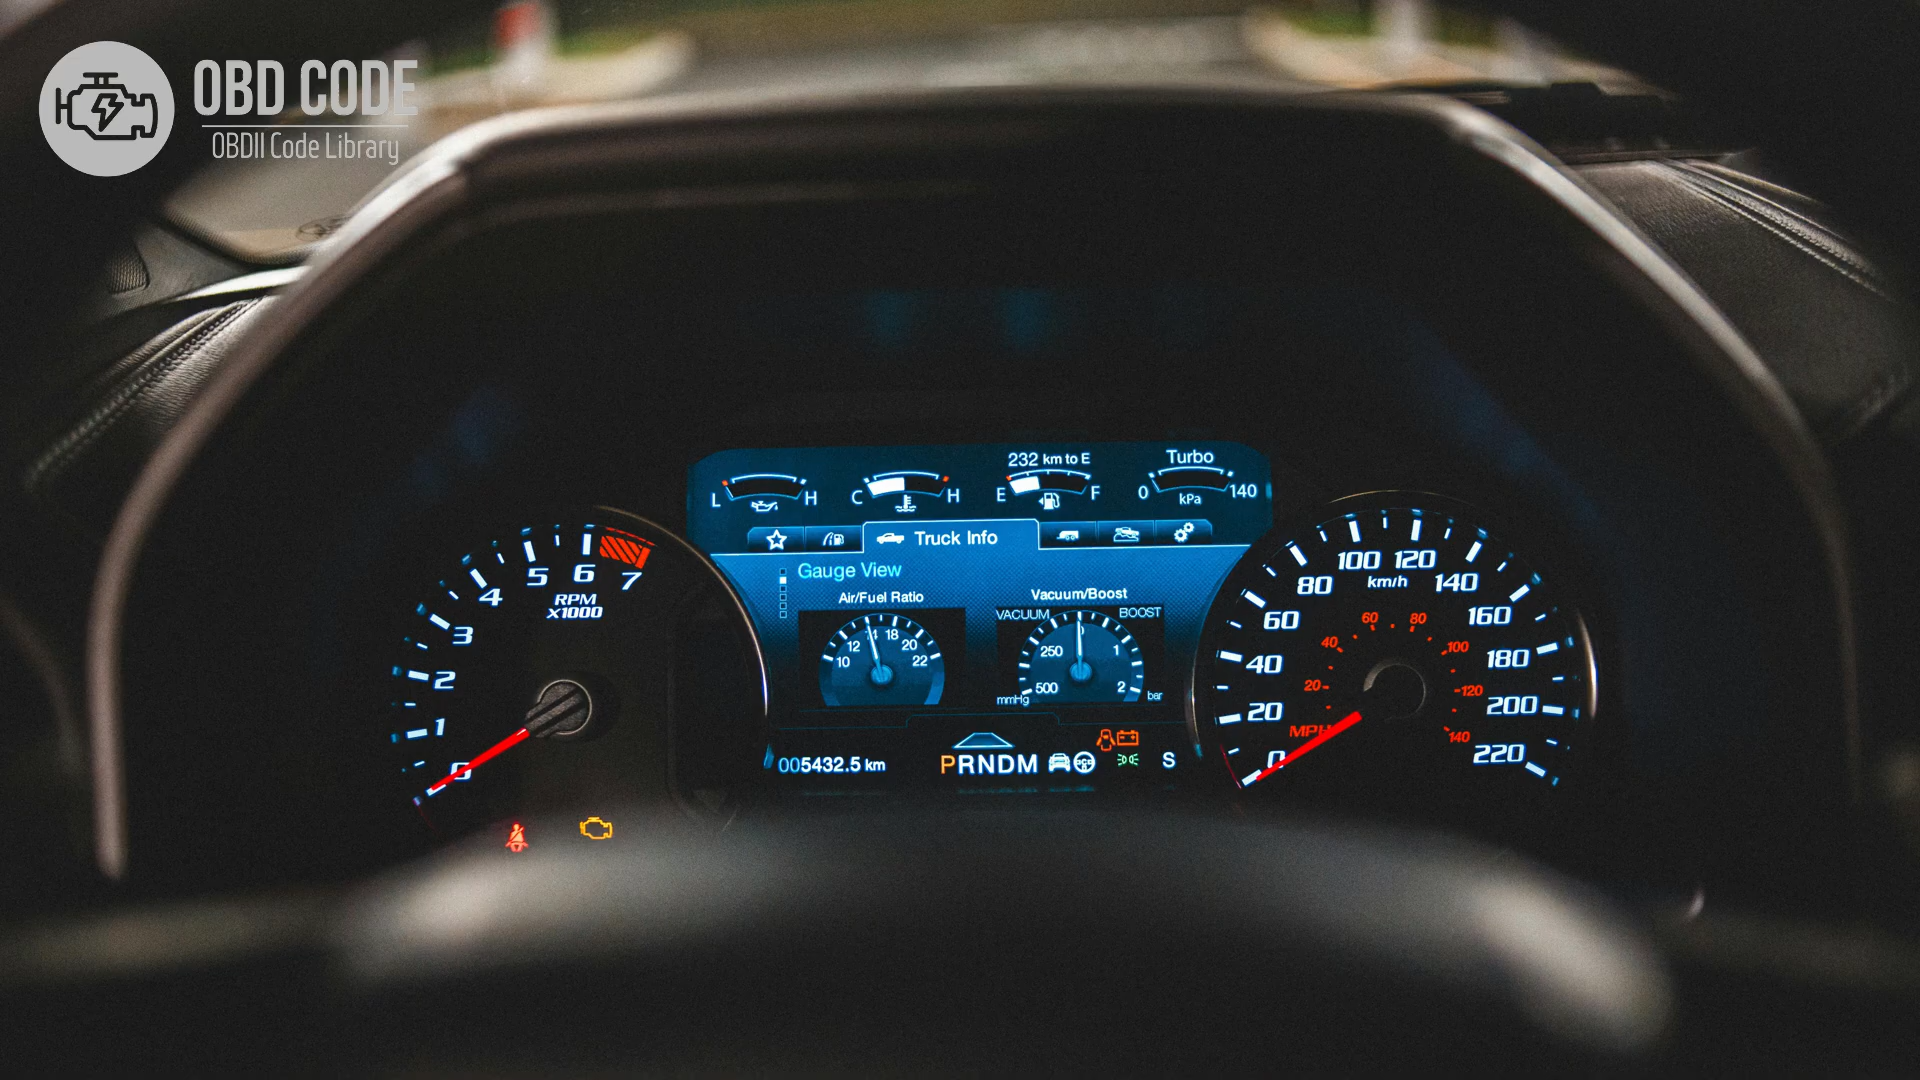 OBD CODE
OBDII Code Library
232 km to E
Turbo
L H
C H
E F
0 140
kPa
Truck Info
Gauge View
Air/Fuel Ratio
10 12 14 18 20 22
Vacuum/Boost
VACUUM BOOST
500 250 0 1 2
mmHg bar
0 1 2 3 4 5 6 7
RPM
X1000
0 20 40 60 80 100 120 140 160 180 200 220
km/h
20 40 60 80 100 120 140
MPH
005432.5 km
PRNDM
S